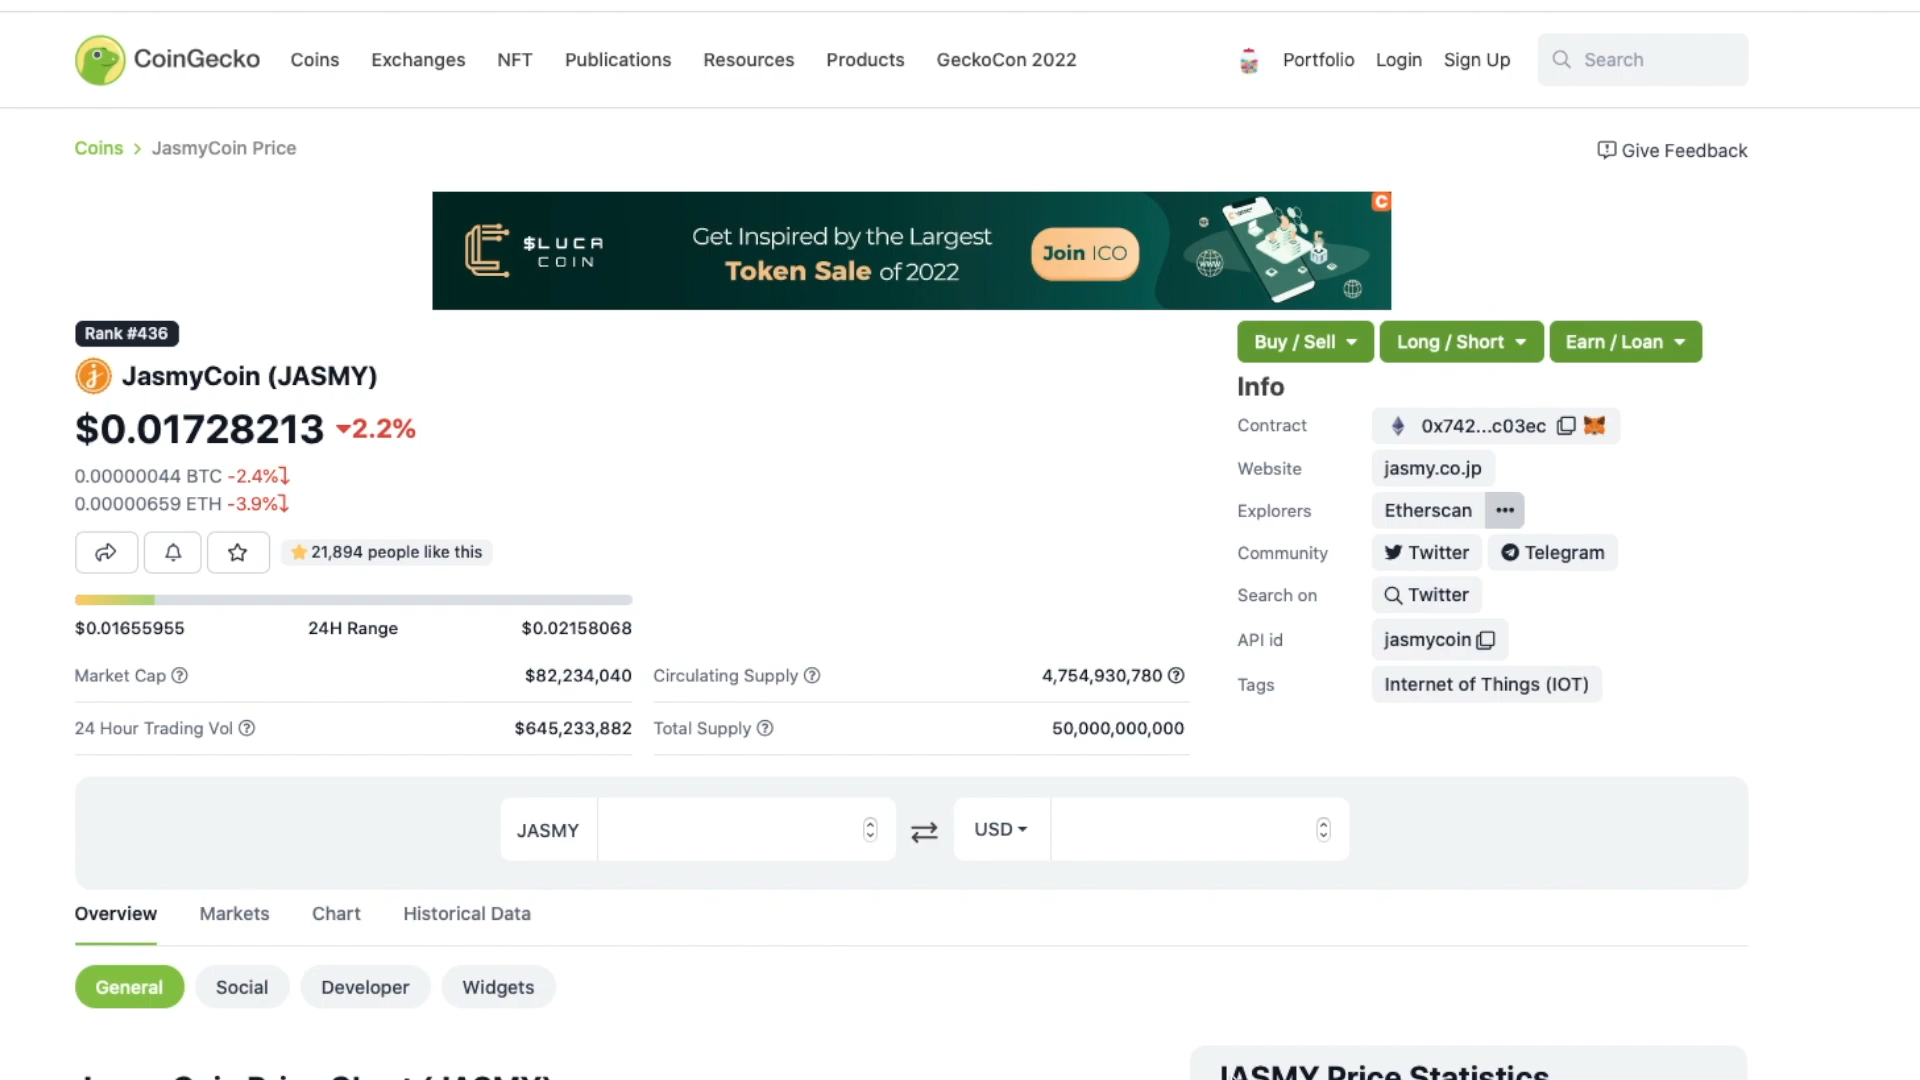 CoinGecko Coins Exchanges NFT Publications Resources Products GeckoCon 2022 Portfolio Login Sign Up Search
Coins > JasmyCoin Price
Give Feedback
$LUCA
COIN
Get Inspired by the Largest
Token Sale of 2022
Join ICO
C
Rank #436
JasmyCoin (JASMY)
$0.01728213 2.2%
0.00000044 BTC -2.4%
0.00000659 ETH -3.9%
21,894 people like this
$0.01655955 24H Range $0.02158068
Market Cap $82,234,040
24 Hour Trading Vol $645,233,882
Circulating Supply 4,754,930,780
Total Supply 50,000,000,000
Buy / Sell Long / Short Earn / Loan
Info
Contract 0x742...c03ec
Website jasmy.co.jp
Explorers Etherscan •••
Community Twitter Telegram
Search on Twitter
API id jasmycoin
Tags Internet of Things (IOT)
JASMY USD
Overview Markets Chart Historical Data
General Social Developer Widgets
JASMY Price Statistics